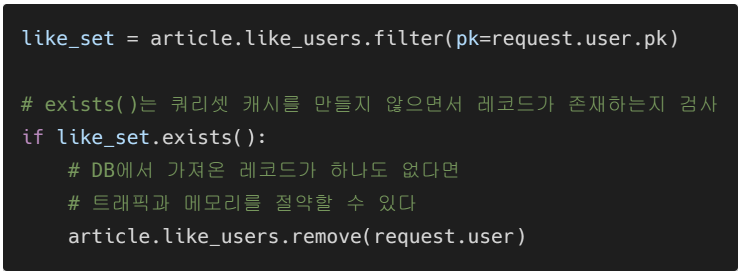 like_set = article.like_users.filter(pk=request.user.pk)
# exists()는 쿼리셋 캐시를 만들지 않으면서 레코드가 존재하는지 검사
if like_set.exists():
    # DB에서 가져온 레코드가 하나도 없다면
    # 트래픽과 메모리를 절약할 수 있다
    article.like_users.remove(request.user)